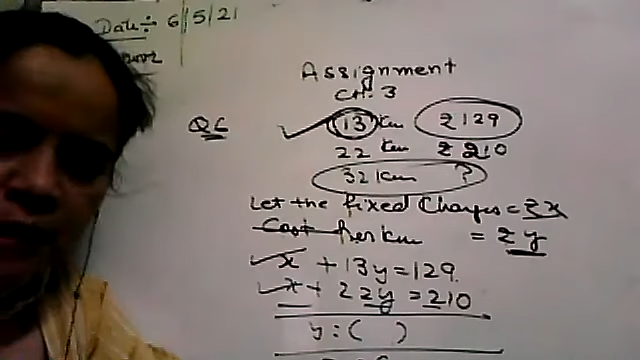 Date ÷ 6/5/21
Assignment
CH. 3
Q6
13 Km ₹129
22 Km ₹ 210
32 Km ?
Let the fixed Charges = ₹x
Cost Per Km = ₹y
x + 13y = 129.
x + 22y = 210
y = ( )